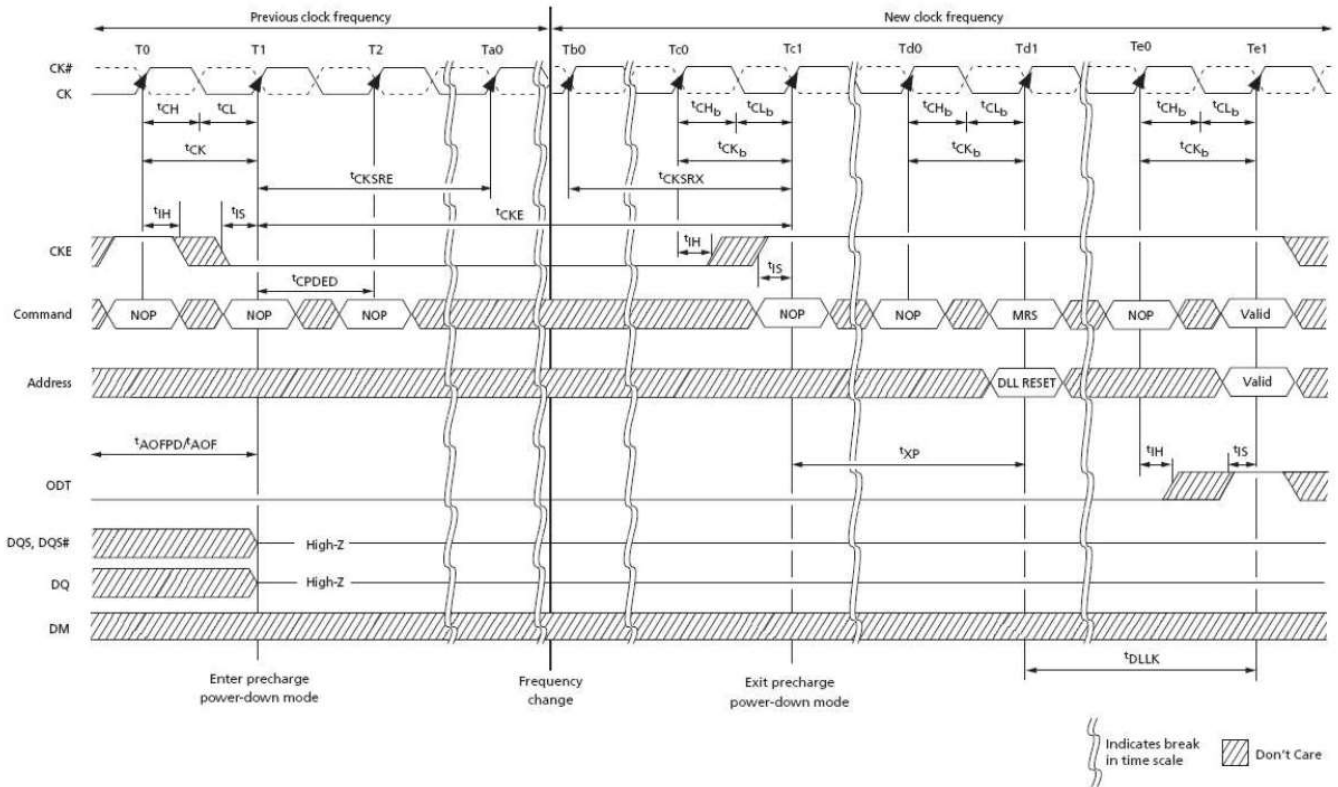 Previous clock frequency New clock frequency
T0 T1 T2 Ta0 Tb0 Tc0 Tc1 Td0 Td1 Te0 Te1
CK#
CK
tCH tCL tCHb tCLb tCHb tCLb tCHb tCLb
tCK tCKb tCKb tCKb
tCKSRE tCKSRX
tIH tIS tCKE
CKE tIH
tIS
tCPDED
Command NOP NOP NOP NOP NOP MRS NOP Valid
Address DLL RESET Valid
tAOFPD/tAOF tXP tIH tIS
ODT
DQS, DQS# High-Z
DQ High-Z
DM
tDLLK
Enter precharge
power-down mode
Frequency
change
Exit precharge
power-down mode
Indicates break
in time scale
Don't Care